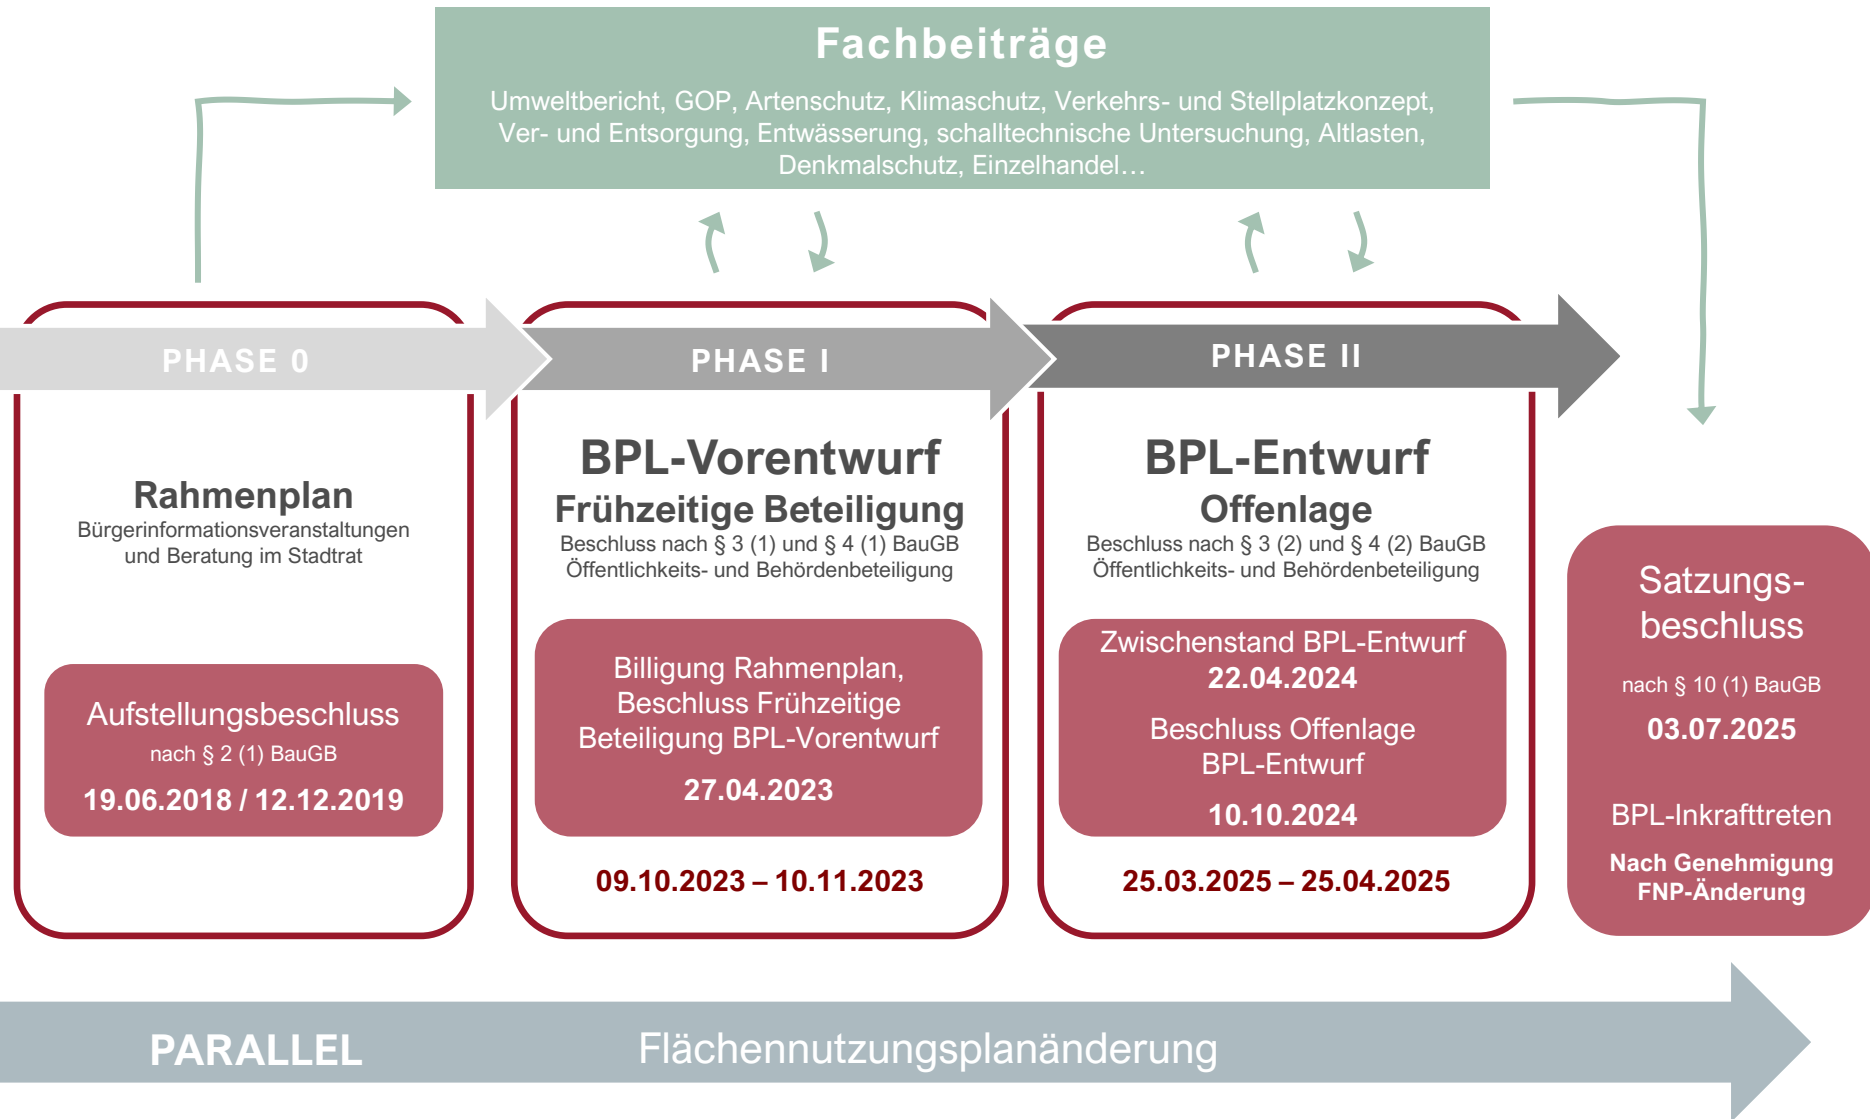 Fachbeiträge
Umweltbericht, GOP, Artenschutz, Klimaschutz, Verkehrs- und Stellplatzkonzept,
Ver- und Entsorgung, Entwässerung, schalltechnische Untersuchung, Altlasten,
Denkmalschutz, Einzelhandel…
PHASE 0
Rahmenplan
Bürgerinformationsveranstaltungen
und Beratung im Stadtrat
Aufstellungsbeschluss
nach § 2 (1) BauGB
19.06.2018 / 12.12.2019
PHASE I
BPL-Vorentwurf
Frühzeitige Beteiligung
Beschluss nach § 3 (1) und § 4 (1) BauGB
Öffentlichkeits- und Behördenbeteiligung
Billigung Rahmenplan,
Beschluss Frühzeitige
Beteiligung BPL-Vorentwurf
27.04.2023
09.10.2023 – 10.11.2023
PHASE II
BPL-Entwurf
Offenlage
Beschluss nach § 3 (2) und § 4 (2) BauGB
Öffentlichkeits- und Behördenbeteiligung
Zwischenstand BPL-Entwurf
22.04.2024
Beschluss Offenlage
BPL-Entwurf
10.10.2024
25.03.2025 – 25.04.2025
Satzungs-
beschluss
nach § 10 (1) BauGB
03.07.2025
BPL-Inkrafttreten
Nach Genehmigung
FNP-Änderung
PARALLEL
Flächennutzungsplanänderung